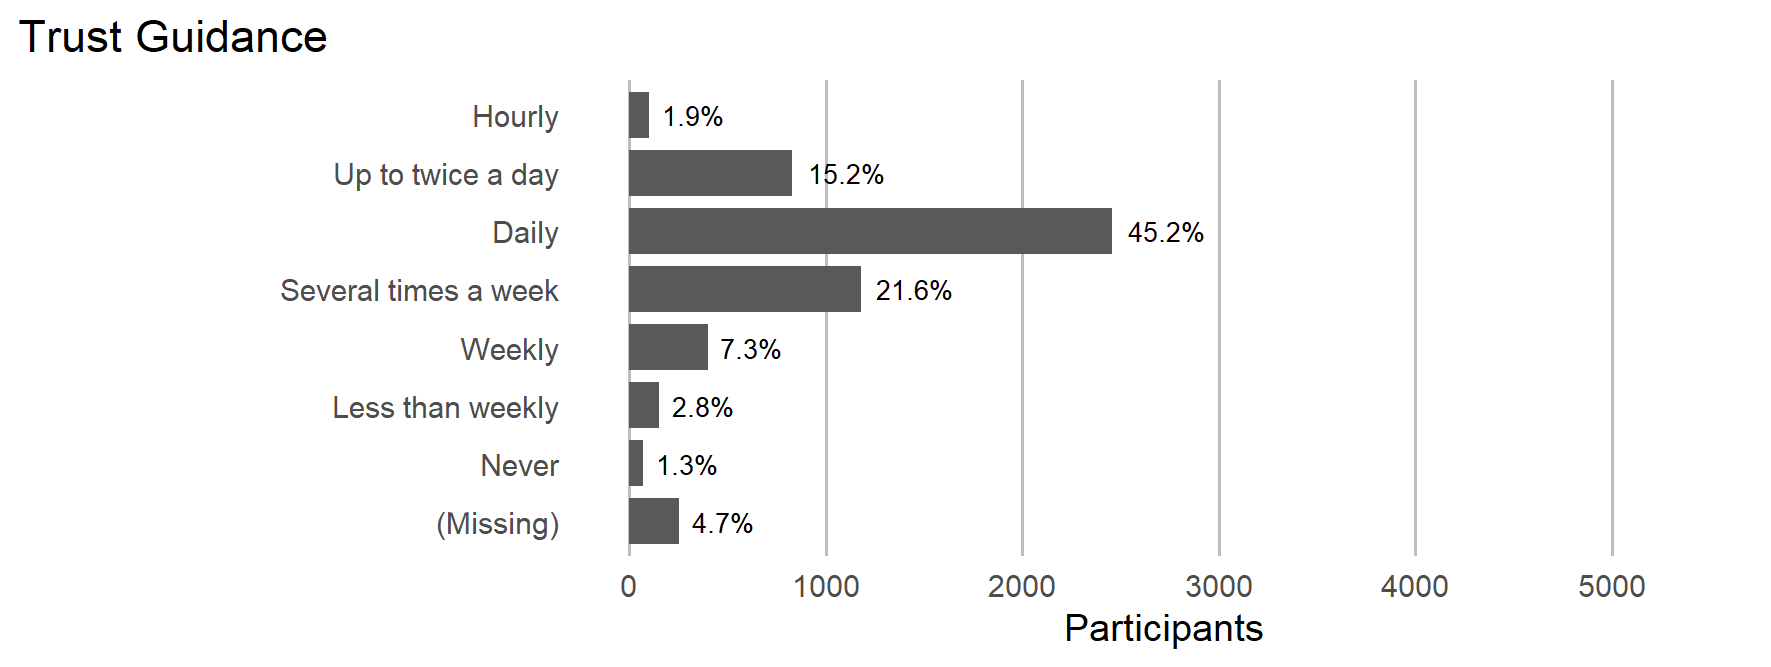 Trust Guidance
Hourly 1.9%
Up to twice a day 15.2%
Daily 45.2%
Several times a week 21.6%
Weekly 7.3%
Less than weekly 2.8%
Never 1.3%
(Missing) 4.7%
0 1000 2000 3000 4000 5000
Participants